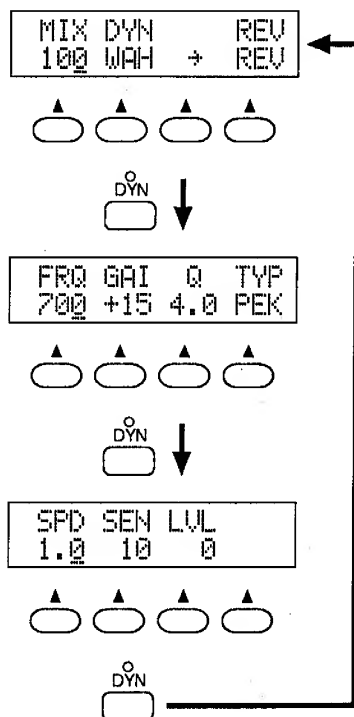 MIX DYN REV
100 WAH → REV
DYN
FRQ GAI Q TYP
700 +15 4.0 PEK
DYN
SPD SEN LVL
1.0 10 0
DYN